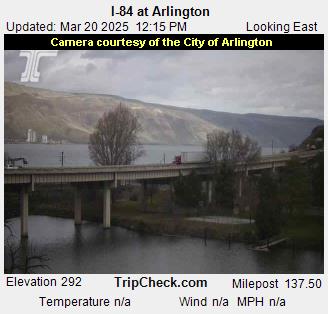 I-84 at Arlington
Updated: Mar 20 2025 12:15 PM Looking East
Camera courtesy of the City of Arlington
Elevation 292 TripCheck.com Milepost 137.50
Temperature n/a Wind n/a MPH n/a